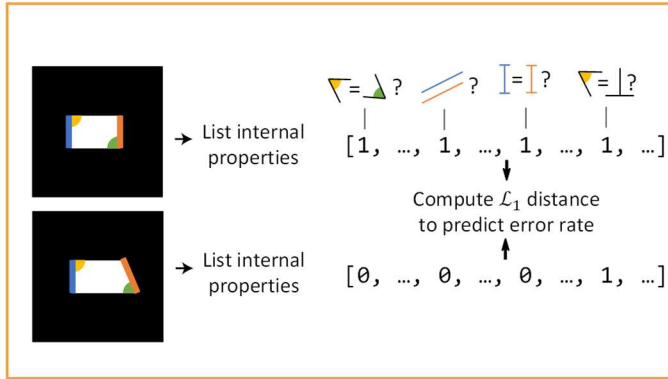 = ? ? = ? = ?
List internal
properties
[1, …, 1, …, 1, …, 1, …]
Compute ℒ₁ distance
to predict error rate
List internal
properties
[0, …, 0, …, 0, …, 1, …]